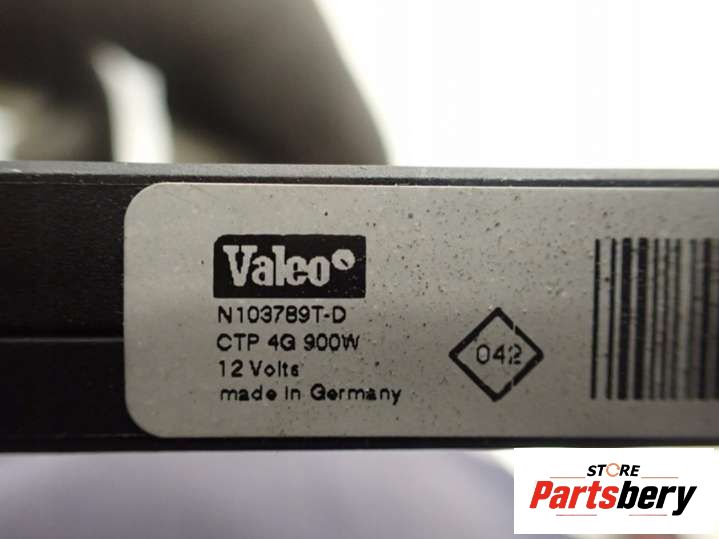 Valeo
N103789T-D
CTP 4G 900W
12 Volts
made in Germany
042
STORE
Partsbery